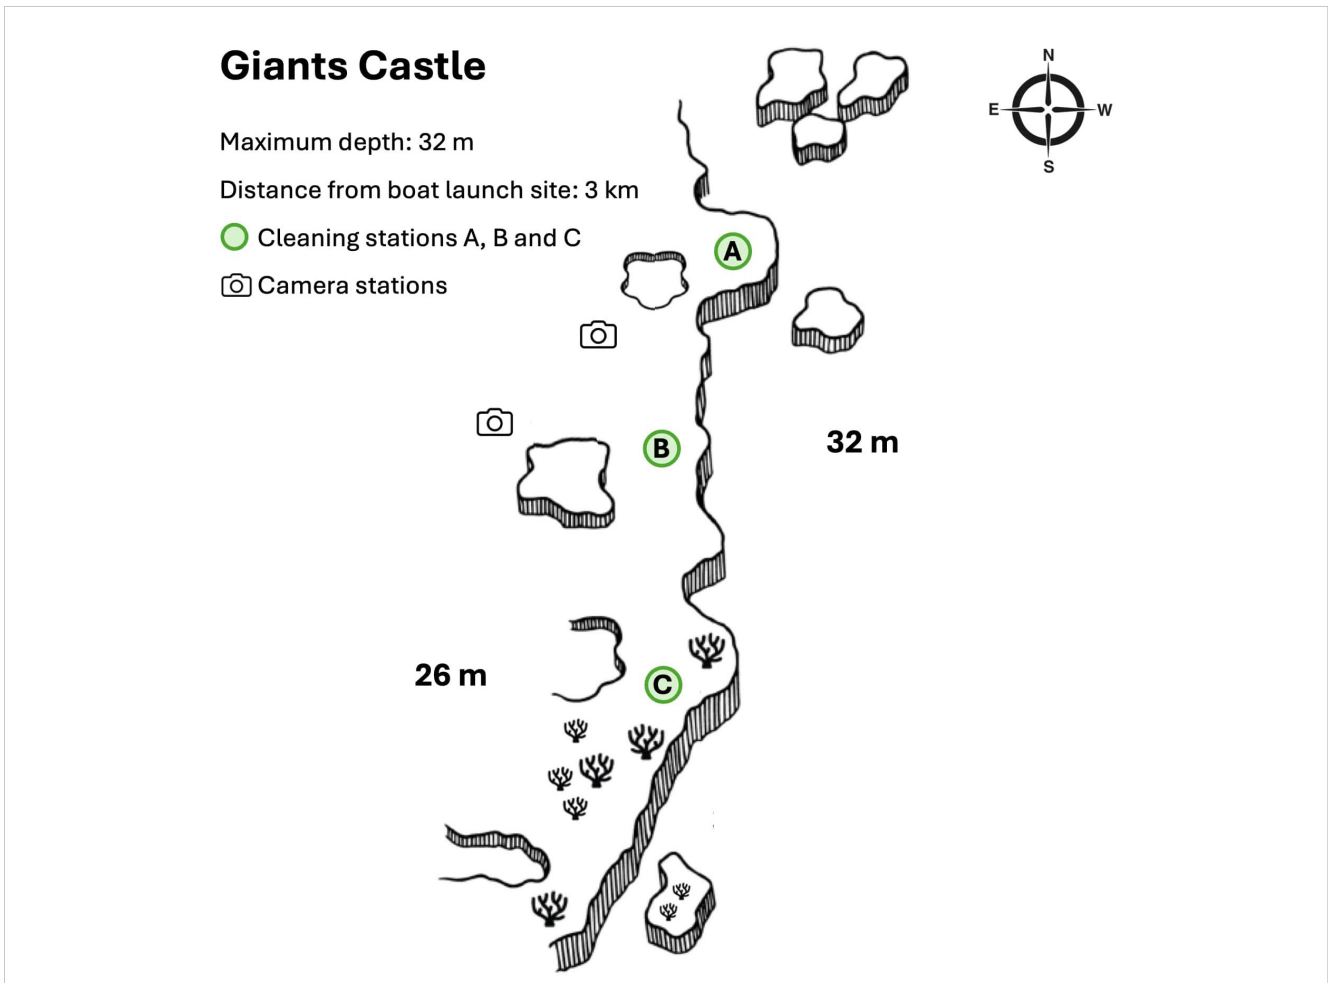 Giants Castle
Maximum depth: 32 m
Distance from boat launch site: 3 km
Cleaning stations A, B and C
Camera stations
N
E W
S
A
B
32 m
26 m
C